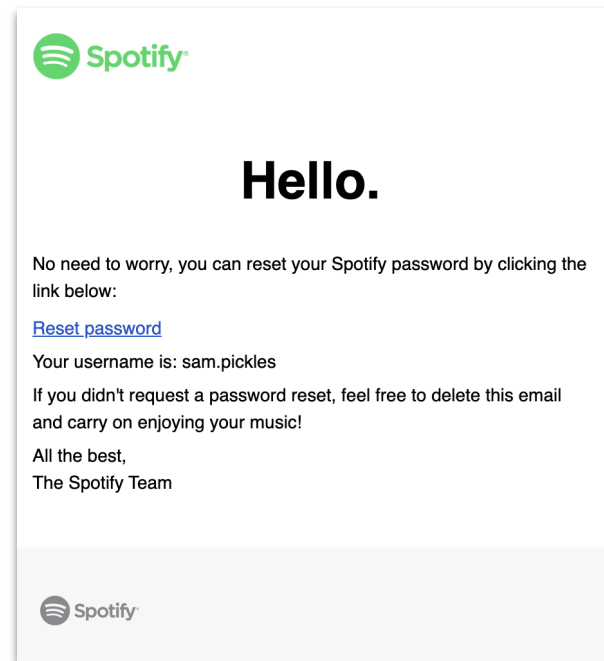 Spotify®
Hello.
No need to worry, you can reset your Spotify password by clicking the
link below:
Reset password
Your username is: sam.pickles
If you didn't request a password reset, feel free to delete this email
and carry on enjoying your music!
All the best,
The Spotify Team
Spotify®